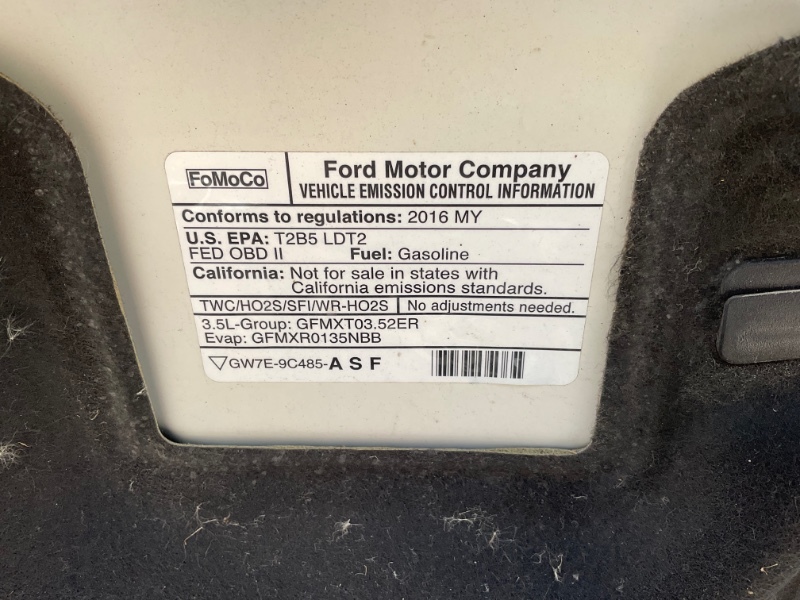 FoMoCo
Ford Motor Company
VEHICLE EMISSION CONTROL INFORMATION
Conforms to regulations: 2016 MY
U.S. EPA: T2B5 LDT2
FED OBD II Fuel: Gasoline
California: Not for sale in states with
California emissions standards.
TWC/HO2S/SFI/WR-HO2S No adjustments needed.
3.5L-Group: GFMXT03.52ER
Evap: GFMXR0135NBB
GW7E-9C485-A S F